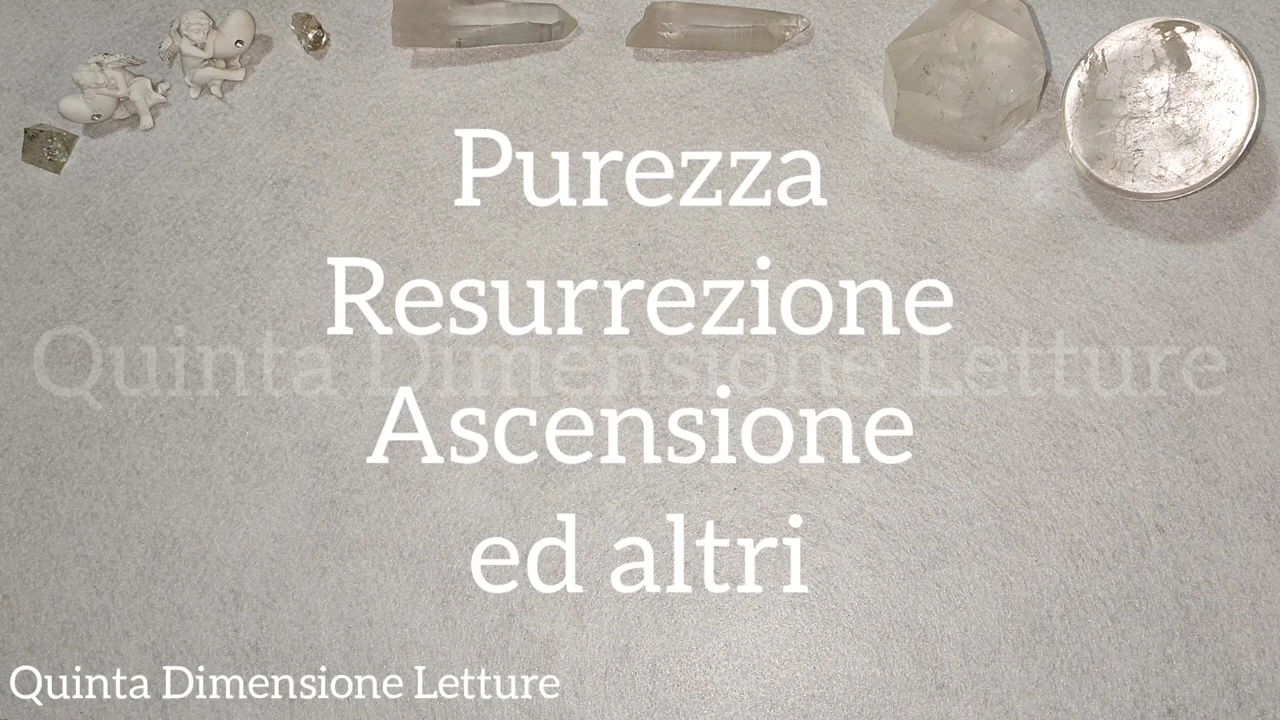 Purezza
Resurrezione
Quinta Dimensione Letture
Ascensione
ed altri
Quinta Dimensione Letture